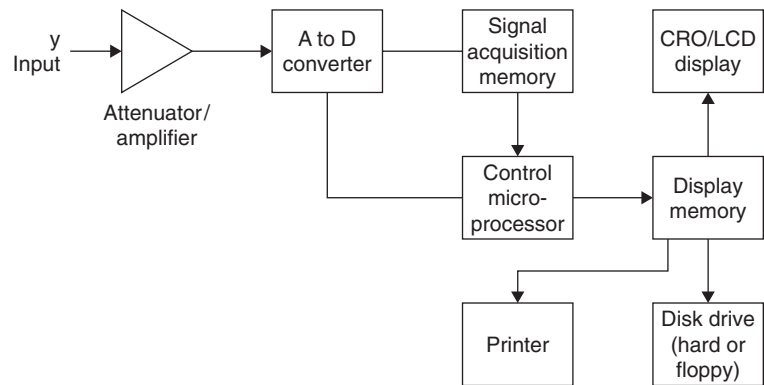 y
Input
Attenuator/
amplifier
A to D
converter
Signal
acquisition
memory
CRO/LCD
display
Control
micro-
processor
Display
memory
Printer
Disk drive
(hard or
floppy)